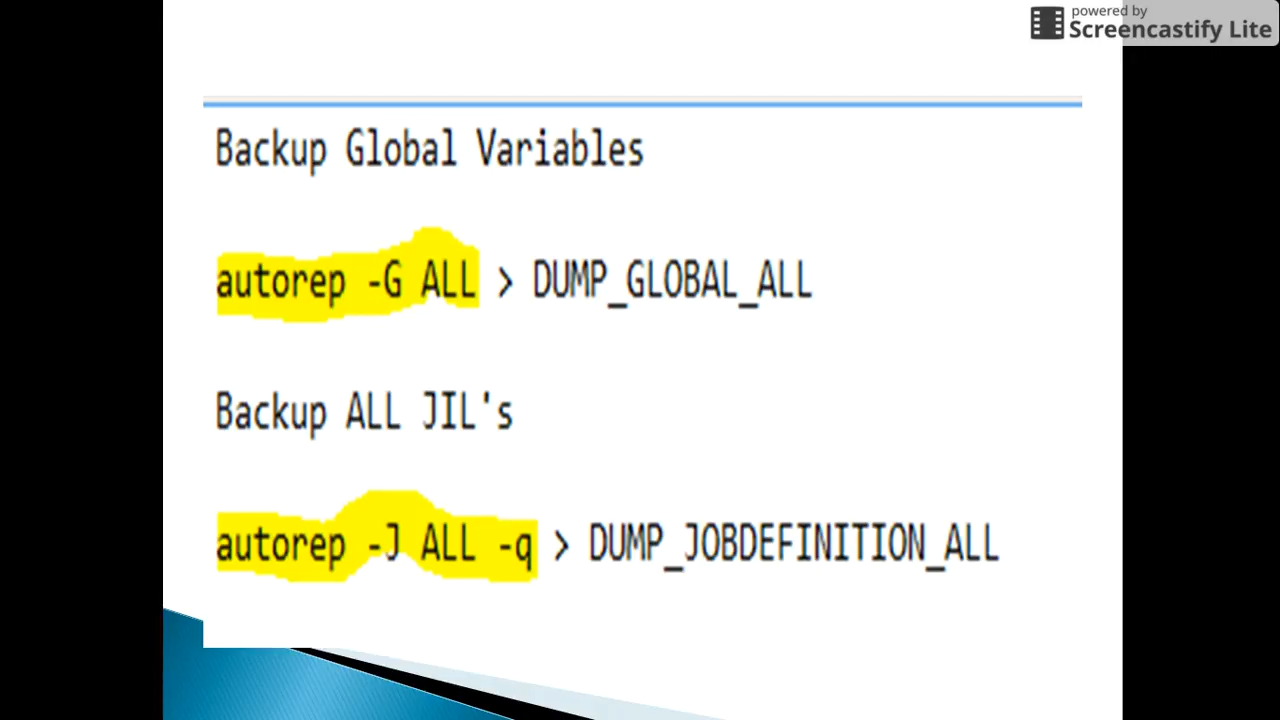 powered by
Screencastify Lite
Backup Global Variables
autorep -G ALL > DUMP_GLOBAL_ALL
Backup ALL JIL's
autorep -J ALL -q > DUMP_JOBDEFINITION_ALL